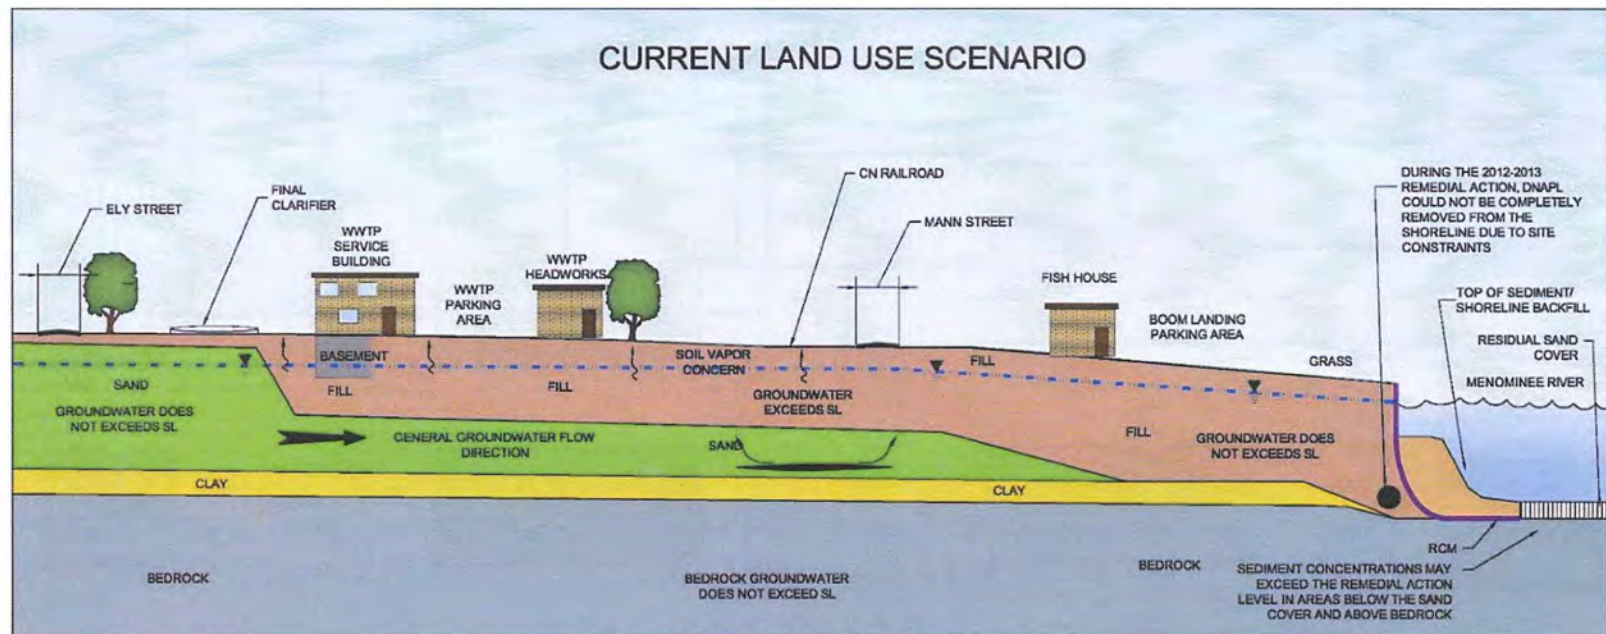 CURRENT LAND USE SCENARIO
ELY STREET
FINAL
CLARIFIER
WWTP
SERVICE
BUILDING
WWTP
PARKING
AREA
WWTP
HEADWORKS
CN RAILROAD
MANN STREET
FISH HOUSE
BOOM LANDING
PARKING AREA
GRASS
DURING THE 2012-2013
REMEDIAL ACTION, DNAPL
COULD NOT BE COMPLETELY
REMOVED FROM THE
SHORELINE DUE TO SITE
CONSTRAINTS
TOP OF SEDIMENT/
SHORELINE BACKFILL
RESIDUAL SAND
COVER
MENOMINEE RIVER
BASEMENT
FILL
FILL
SOIL VAPOR
CONCERN
FILL
GROUNDWATER
EXCEEDS SL
FILL
GROUNDWATER DOES
NOT EXCEEDS SL
SAND
GROUNDWATER DOES
NOT EXCEEDS SL
GENERAL GROUNDWATER FLOW
DIRECTION
SAND
CLAY
CLAY
BEDROCK
BEDROCK GROUNDWATER
DOES NOT EXCEED SL
BEDROCK
RCM
SEDIMENT CONCENTRATIONS MAY
EXCEED THE REMEDIAL ACTION
LEVEL IN AREAS BELOW THE SAND
COVER AND ABOVE BEDROCK